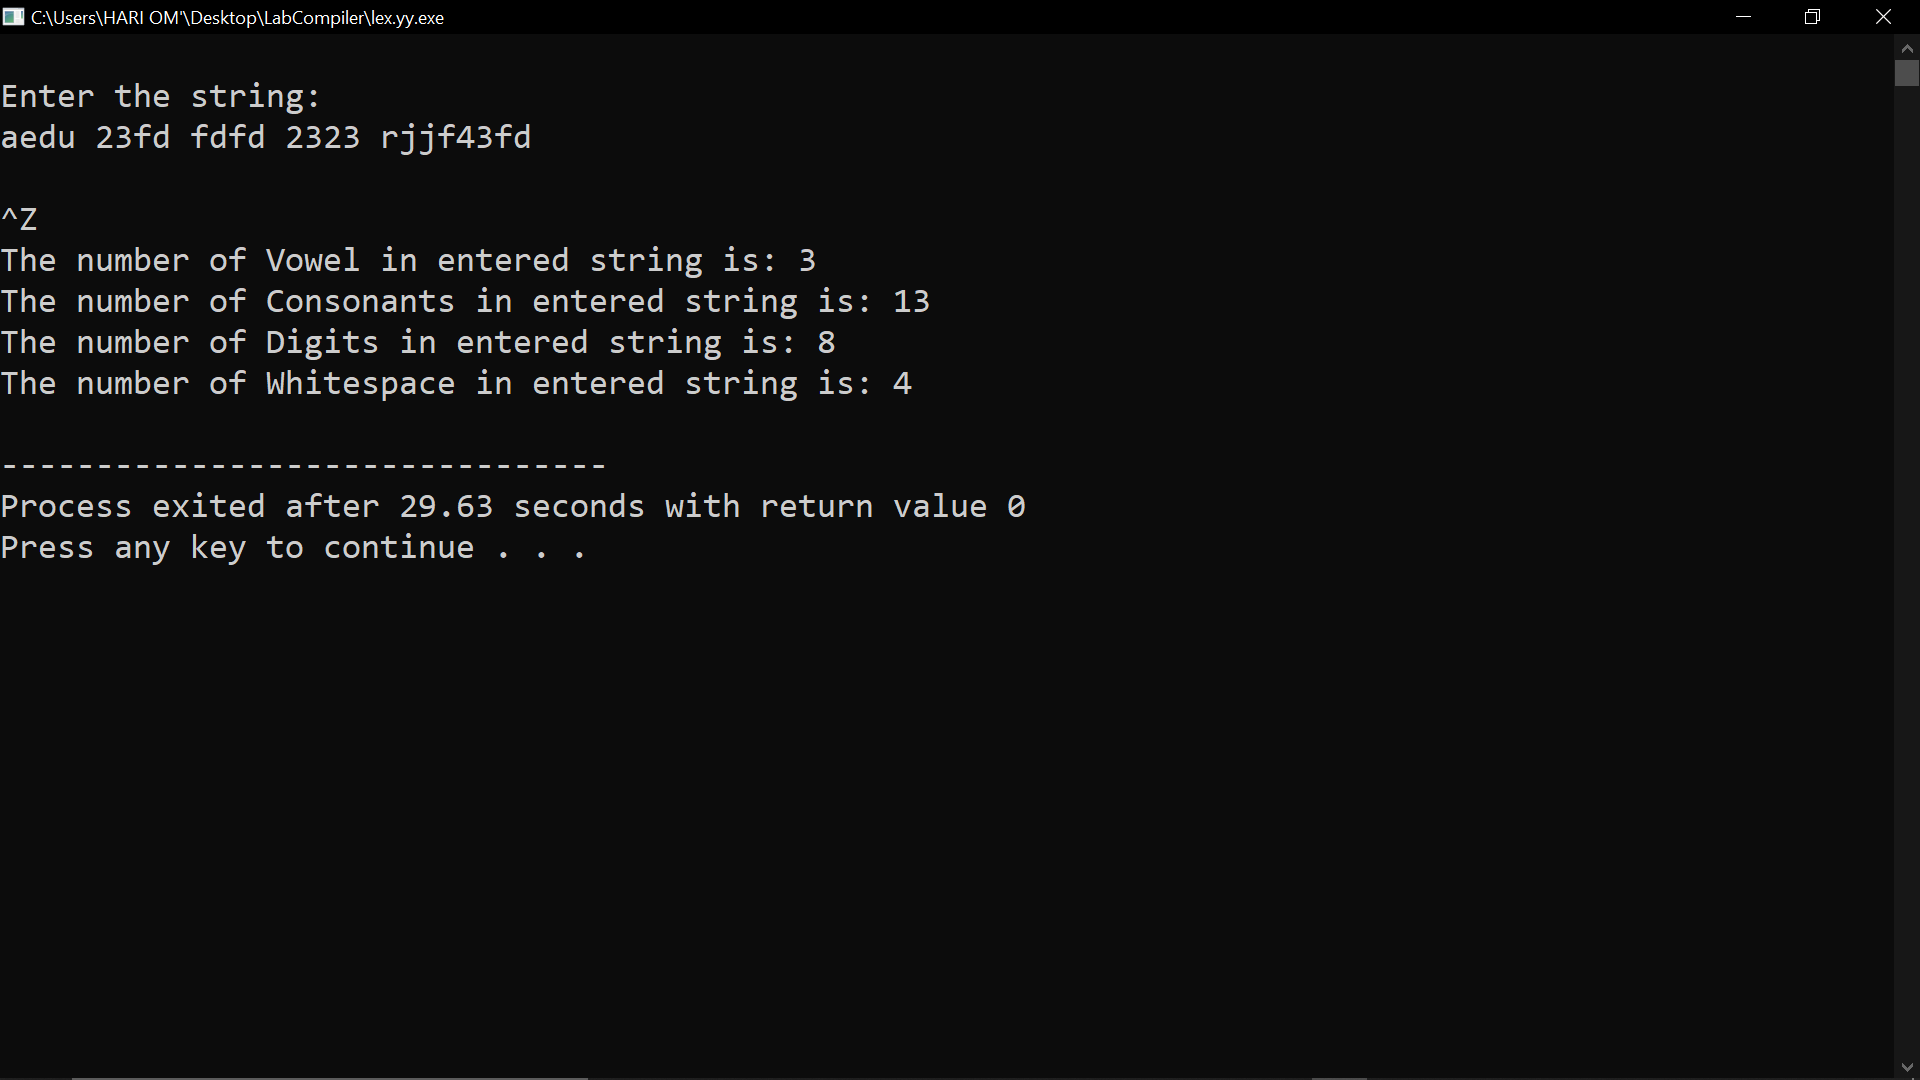 C:\Users\HARI OM'\Desktop\LabCompiler\lex.yy.exe
Enter the string:
aedu 23fd fdfd 2323 rjjf43fd
^Z
The number of Vowel in entered string is: 3
The number of Consonants in entered string is: 13
The number of Digits in entered string is: 8
The number of Whitespace in entered string is: 4
--------------------------------
Process exited after 29.63 seconds with return value 0
Press any key to continue . . .